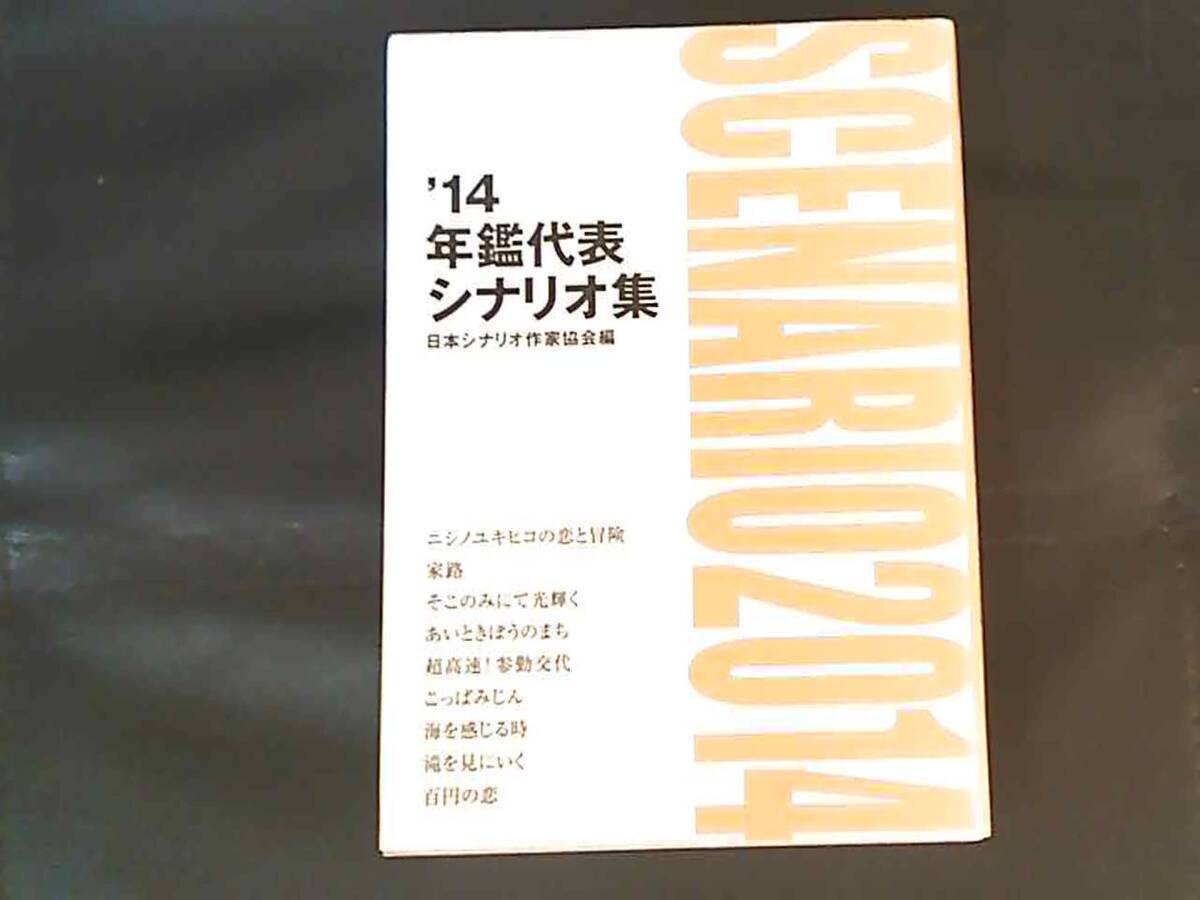 '14
年鑑代表
シナリオ集
日本シナリオ作家協会編
ニシノユキヒコの恋と冒険
家路
そこのみにて光輝く
あいときぼうのまち
超高速！参勤交代
こっぱみじん
海を感じる時
滝を見にいく
百円の恋
SCENARIO2014